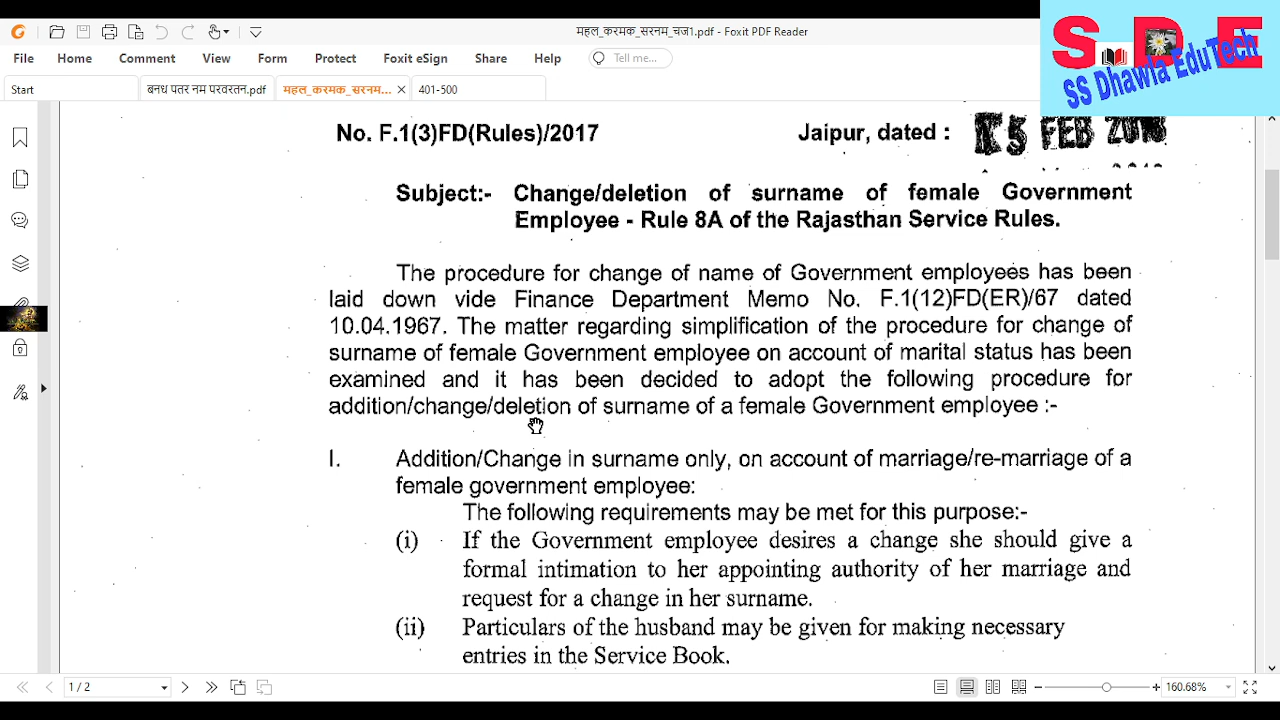 महल_करमक_सरनम_चज1.pdf - Foxit PDF Reader
File Home Comment View Form Protect Foxit eSign Share Help Tell me...
Start बनध पतर नम परवरतन.pdf महल_करमक_सरनम... 401-500
SDE
SS Dhawla EduTech
No. F.1(3)FD(Rules)/2017 Jaipur, dated : 15 FEB 2018
Subject:- Change/deletion of surname of female Government
Employee - Rule 8A of the Rajasthan Service Rules.
The procedure for change of name of Government employees has been
laid down vide Finance Department Memo No. F.1(12)FD(ER)/67 dated
10.04.1967. The matter regarding simplification of the procedure for change of
surname of female Government employee on account of marital status has been
examined and it has been decided to adopt the following procedure for
addition/change/deletion of surname of a female Government employee :-
I. Addition/Change in surname only, on account of marriage/re-marriage of a
female government employee:
The following requirements may be met for this purpose:-
(i) If the Government employee desires a change she should give a
formal intimation to her appointing authority of her marriage and
request for a change in her surname.
(ii) Particulars of the husband may be given for making necessary
entries in the Service Book.
1 / 2
160.68%